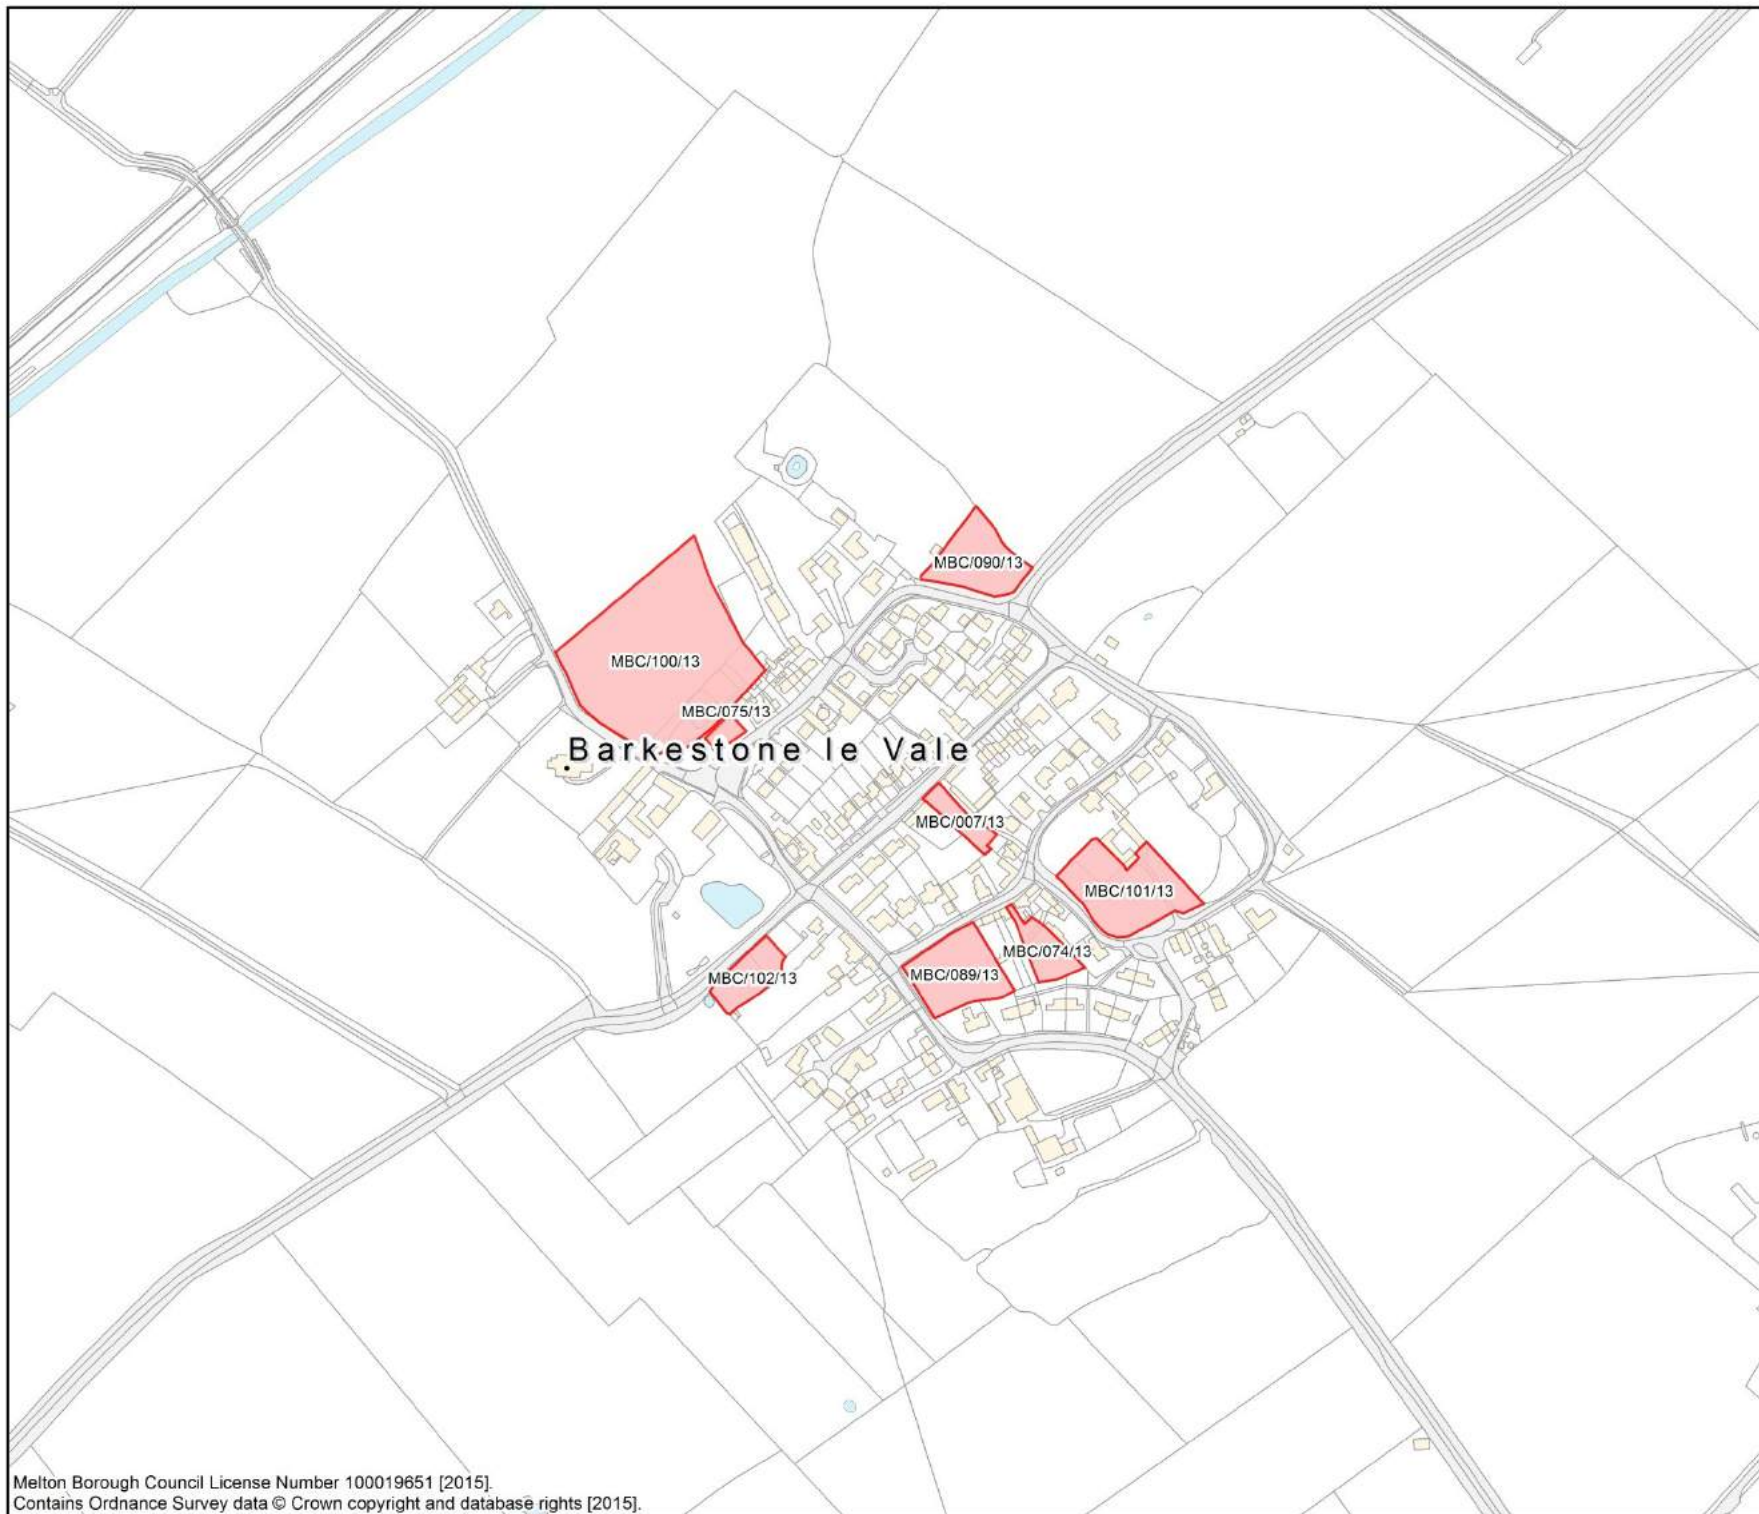 MBC/090/13
MBC/100/13
MBC/075/13
Barkestone le Vale
MBC/007/13
MBC/101/13
MBC/074/13
MBC/089/13
MBC/102/13
Melton Borough Council License Number 100019651 [2015].
Contains Ordnance Survey data © Crown copyright and database rights [2015].